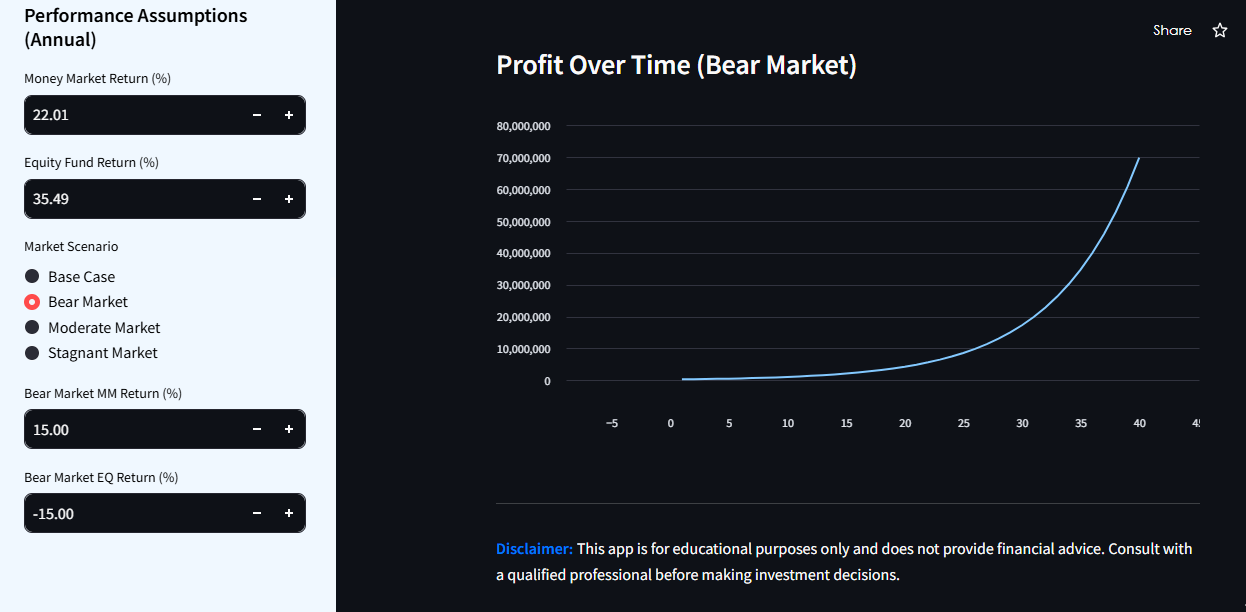 Performance Assumptions
(Annual)
Money Market Return (%)
22.01
Equity Fund Return (%)
35.49
Market Scenario
Base Case
Bear Market
Moderate Market
Stagnant Market
Bear Market MM Return (%)
15.00
Bear Market EQ Return (%)
-15.00
Share
Profit Over Time (Bear Market)
80,000,000
70,000,000
60,000,000
50,000,000
40,000,000
30,000,000
20,000,000
10,000,000
0
−5 0 5 10 15 20 25 30 35 40
Disclaimer: This app is for educational purposes only and does not provide financial advice. Consult with
a qualified professional before making investment decisions.